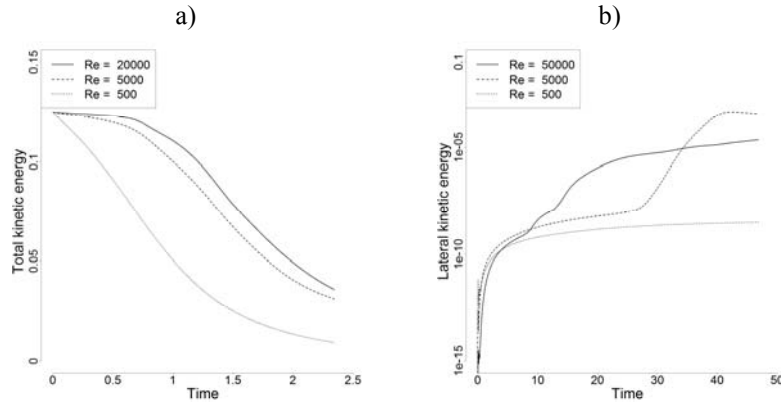 a)
0.15
0.1
0.05
0
Total kinetic energy
Re = 20000
Re = 5000
Re = 500
0
0.5
1
1.5
2
2.5
Time
b)
0.1
1e-05
1e-10
1e-15
Lateral kinetic energy
Re = 50000
Re = 5000
Re = 500
0
10
20
30
40
50
Time